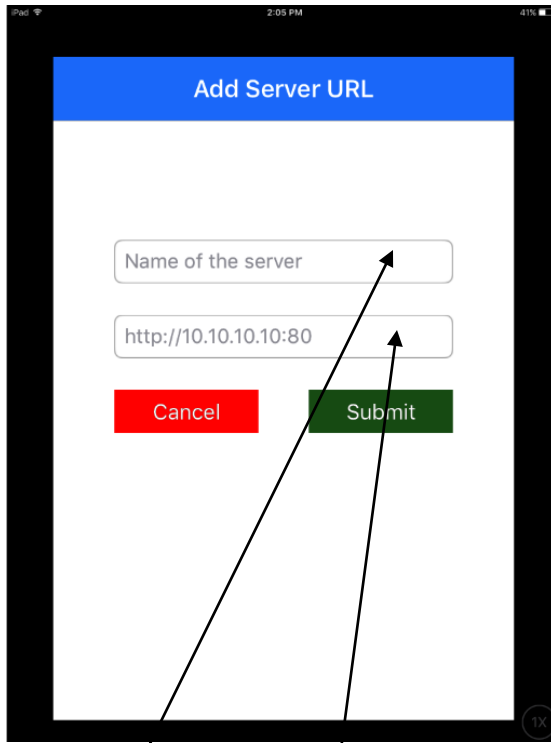 iPad 2:05 PM 41%
Add Server URL
Name of the server
http://10.10.10.10:80
Cancel Submit
1X